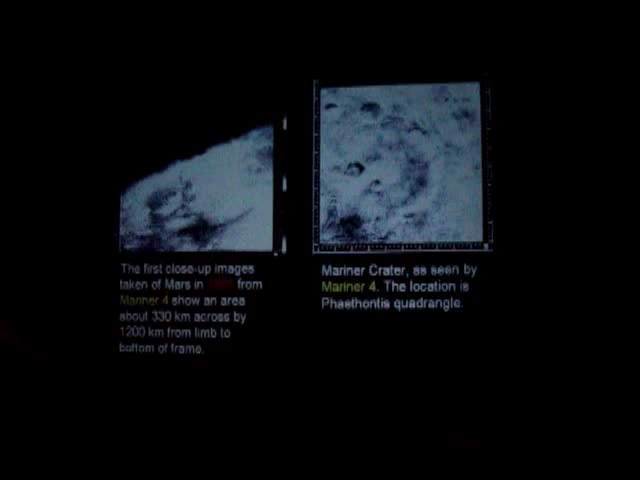 The first close-up images
taken of Mars in from
Mariner 4 show an area
about 330 km across by
1200 km from limb to
bottom of frame.
Mariner Crater, as seen by
Mariner 4. The location is
Phaethontis quadrangle.